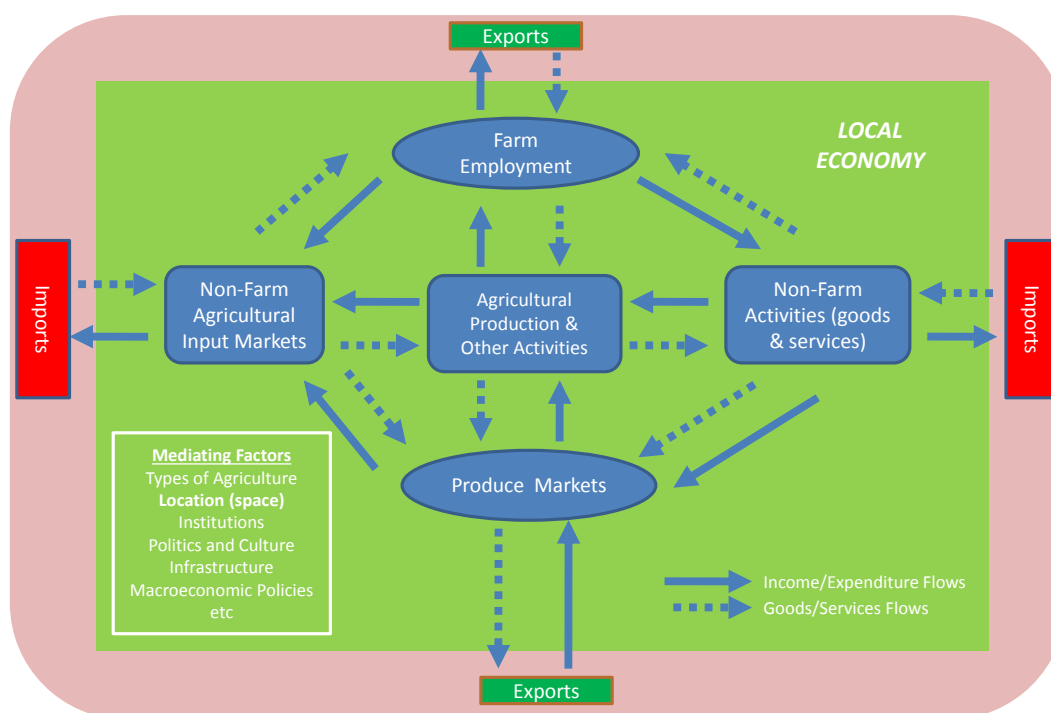 Exports
LOCAL
ECONOMY
Farm
Employment
Imports
Non-Farm
Agricultural
Input Markets
Agricultural
Production &
Other Activities
Non-Farm
Activities (goods
& services)
Imports
Mediating Factors
Types of Agriculture
Location (space)
Institutions
Politics and Culture
Infrastructure
Macroeconomic Policies
etc
Produce Markets
Income/Expenditure Flows
Goods/Services Flows
Exports